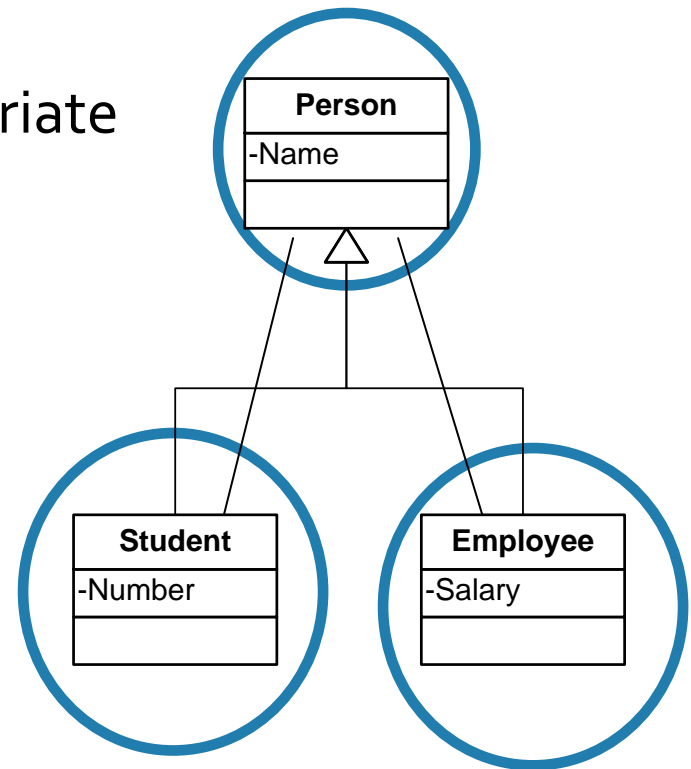 riate
Person
-Name
Student
-Number
Employee
-Salary